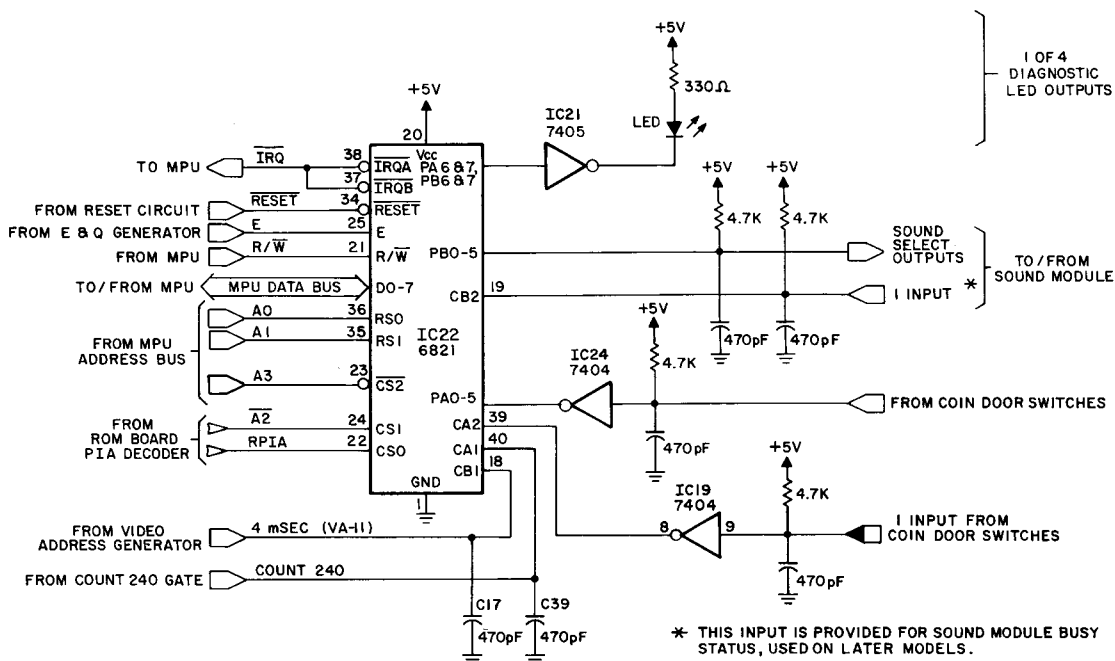 +5V
330Ω
LED
1 OF 4
DIAGNOSTIC
LED OUTPUTS
+5V
20
Vcc
IC21
7405
TO MPU
IRQ
38
IRQA
37
IRQB
PA6&7,
PB6&7
FROM RESET CIRCUIT
RESET
34
RESET
FROM E & Q GENERATOR
E
25
E
FROM MPU
R/W
21
R/W
TO/FROM MPU
MPU DATA BUS
DO-7
FROM MPU
ADDRESS BUS
A0
36
RS0
A1
35
RS1
A3
23
CS2
IC22
6821
FROM
ROM BOARD
PIA DECODER
A2
24
CS1
RPIA
22
CS0
GND
1
+5V
4.7K
+5V
4.7K
PB0-5
SOUND
SELECT
OUTPUTS
CB2
19
1 INPUT
*
TO/FROM
SOUND MODULE
470pF
470pF
+5V
4.7K
IC24
7404
PA0-5
FROM COIN DOOR SWITCHES
470pF
CA2
39
CA1
40
CB1
18
+5V
4.7K
IC19
7404
8
9
1 INPUT FROM
COIN DOOR SWITCHES
470pF
FROM VIDEO
ADDRESS GENERATOR
4 mSEC (VA-11)
FROM COUNT 240 GATE
COUNT 240
C17
470pF
C39
470pF
* THIS INPUT IS PROVIDED FOR SOUND MODULE BUSY
STATUS, USED ON LATER MODELS.